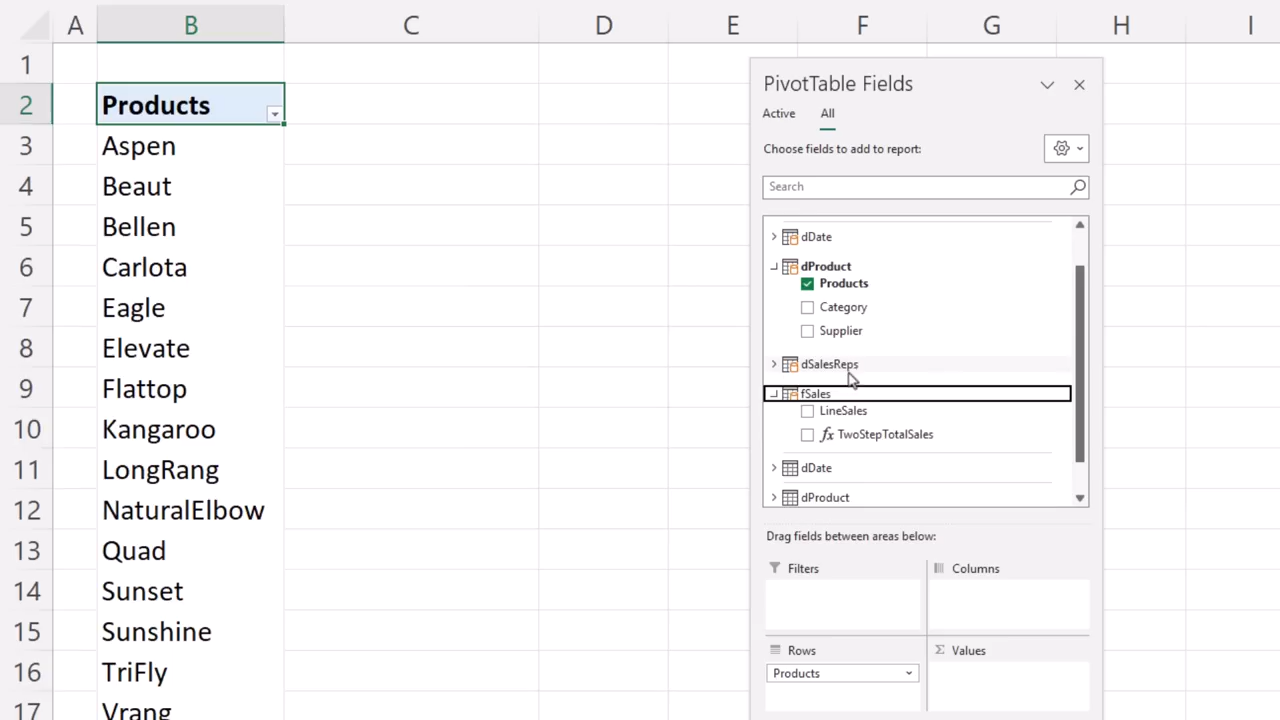 A B C D E F G H I
1
2 Products
3 Aspen
4 Beaut
5 Bellen
6 Carlota
7 Eagle
8 Elevate
9 Flattop
10 Kangaroo
11 LongRang
12 NaturalElbow
13 Quad
14 Sunset
15 Sunshine
16 TriFly
17 Vrang
PivotTable Fields
Active All
Choose fields to add to report:
Search
dDate
dProduct
Products
Category
Supplier
dSalesReps
fSales
LineSales
fx TwoStepTotalSales
dDate
dProduct
Drag fields between areas below:
Filters
Columns
Rows
Σ Values
Products